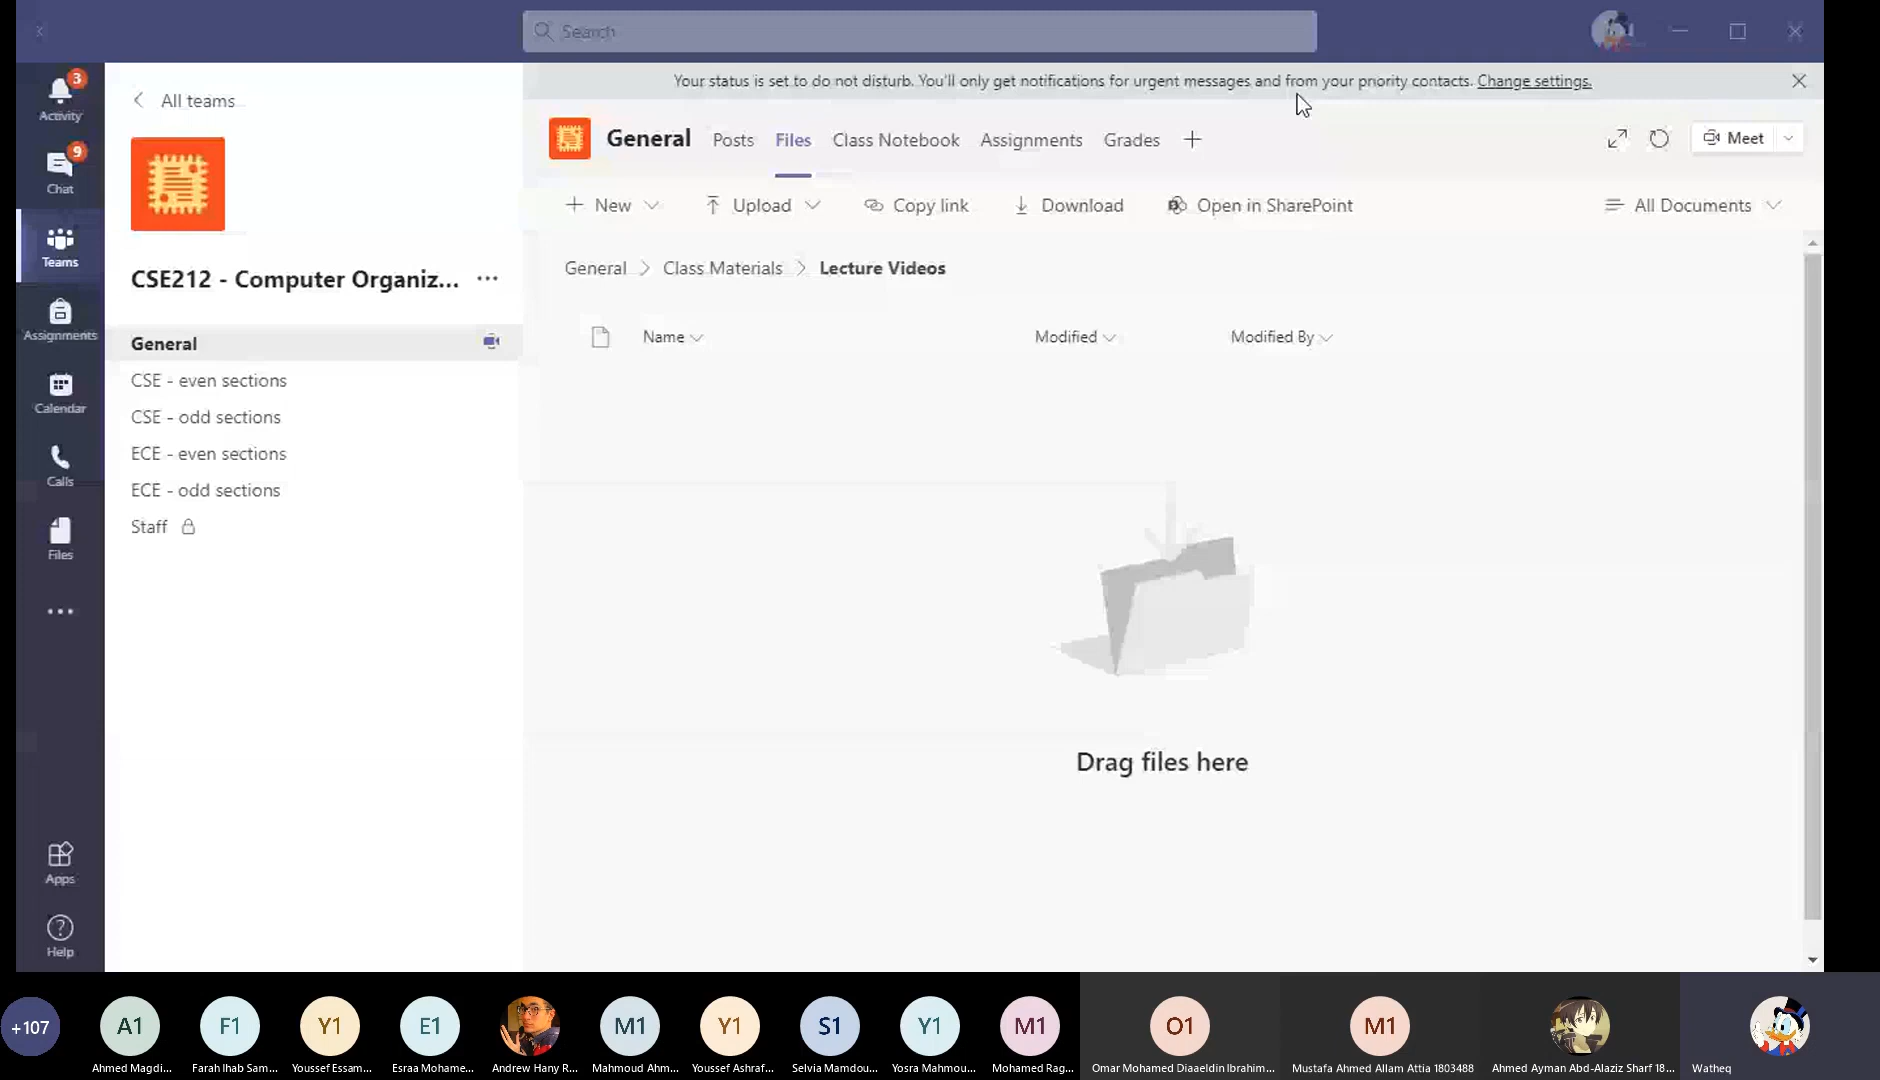 Search
Your status is set to do not disturb. You'll only get notifications for urgent messages and from your priority contacts. Change settings.
3
Activity
9
Chat
Teams
Assignments
Calendar
Calls
Files
Apps
Help
All teams
CSE212 - Computer Organiz...
General
CSE - even sections
CSE - odd sections
ECE - even sections
ECE - odd sections
Staff
General Posts Files Class Notebook Assignments Grades
Meet
New Upload Copy link Download Open in SharePoint All Documents
General > Class Materials > Lecture Videos
Name Modified Modified By
Drag files here
+107 A1 F1 Y1 E1 M1 Y1 S1 Y1 M1 O1 M1
Ahmed Magdi... Farah Ihab Sam... Youssef Essam... Esraa Mohame... Andrew Hany R... Mahmoud Ahm... Youssef Ashraf... Selvia Mamdou... Yosra Mahmou... Mohamed Rag... Omar Mohamed Diaaeldin Ibrahim... Mustafa Ahmed Allam Attia 1803488 Ahmed Ayman Abd-Alaziz Sharf 18... Watheq